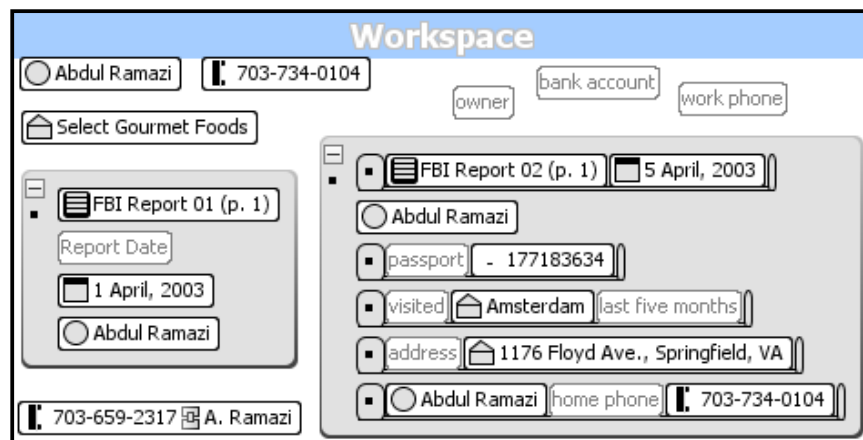 Workspace
Abdul Ramazi 703-734-0104
bank account
owner work phone
Select Gourmet Foods
FBI Report 01 (p. 1)
Report Date
1 April, 2003
Abdul Ramazi
FBI Report 02 (p. 1) 5 April, 2003
Abdul Ramazi
passport - 177183634
visited Amsterdam last five months
address 1176 Floyd Ave., Springfield, VA
Abdul Ramazi home phone 703-734-0104
703-659-2317 A. Ramazi